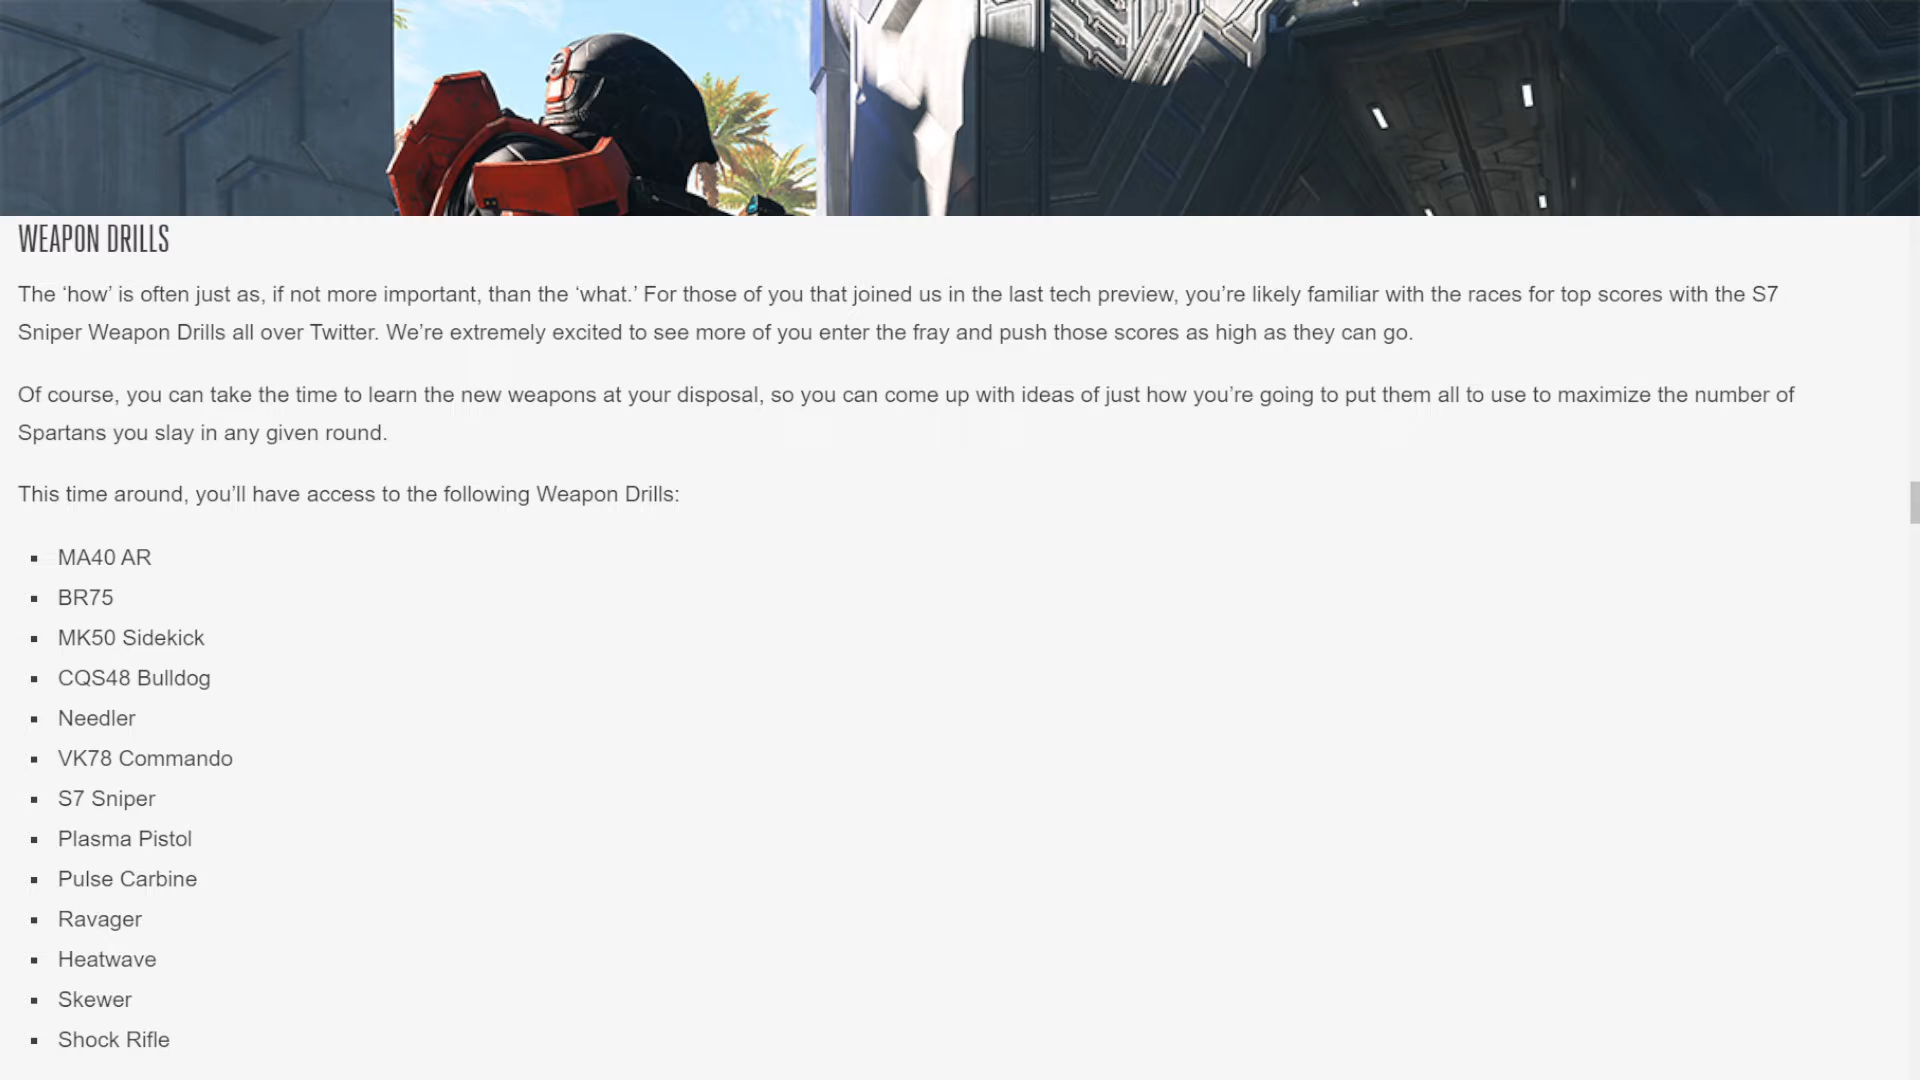 WEAPON DRILLS
The ‘how’ is often just as, if not more important, than the ‘what.’ For those of you that joined us in the last tech preview, you’re likely familiar with the races for top scores with the S7
Sniper Weapon Drills all over Twitter. We’re extremely excited to see more of you enter the fray and push those scores as high as they can go.
Of course, you can take the time to learn the new weapons at your disposal, so you can come up with ideas of just how you’re going to put them all to use to maximize the number of
Spartans you slay in any given round.
This time around, you’ll have access to the following Weapon Drills:
▪ MA40 AR
▪ BR75
▪ MK50 Sidekick
▪ CQS48 Bulldog
▪ Needler
▪ VK78 Commando
▪ S7 Sniper
▪ Plasma Pistol
▪ Pulse Carbine
▪ Ravager
▪ Heatwave
▪ Skewer
▪ Shock Rifle